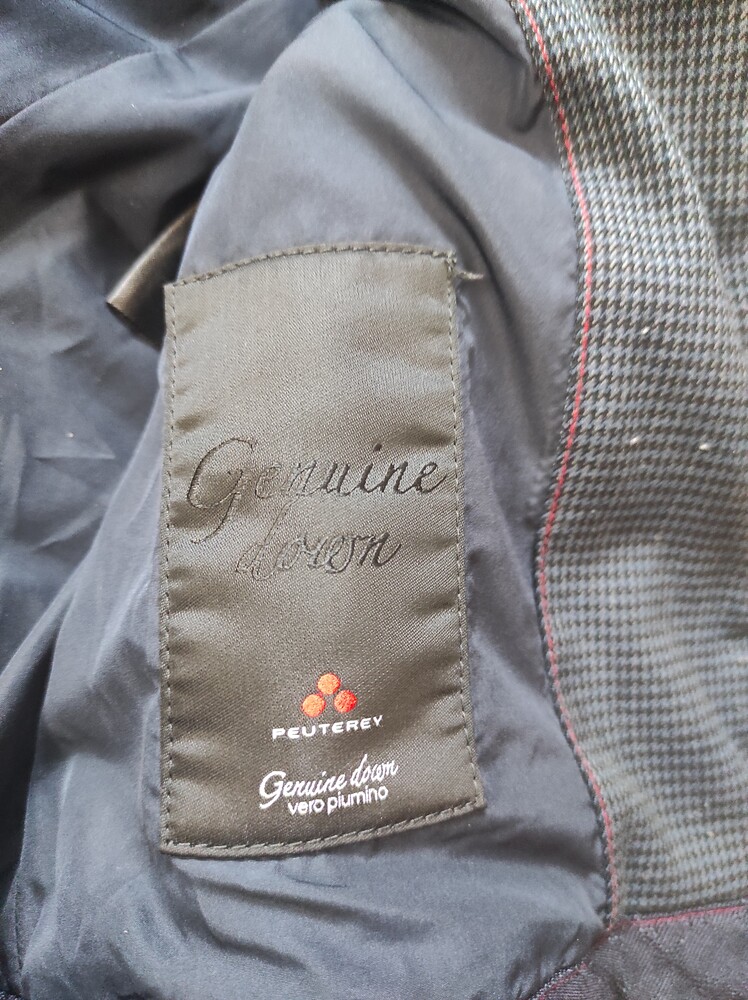 Genuine
down
PEUTEREY
Genuine down
vero piumino